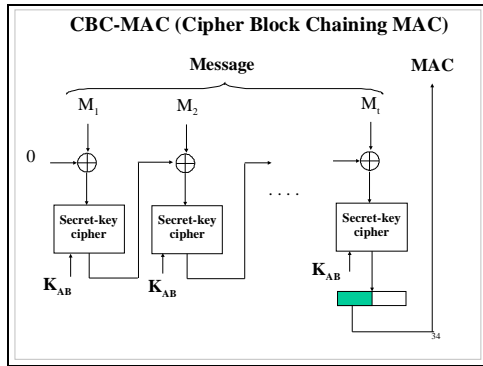 CBC-MAC (Cipher Block Chaining MAC)
Message
MAC
M1
M2
Mt
0
. . . .
Secret-key
cipher
Secret-key
cipher
Secret-key
cipher
KAB
KAB
KAB
34